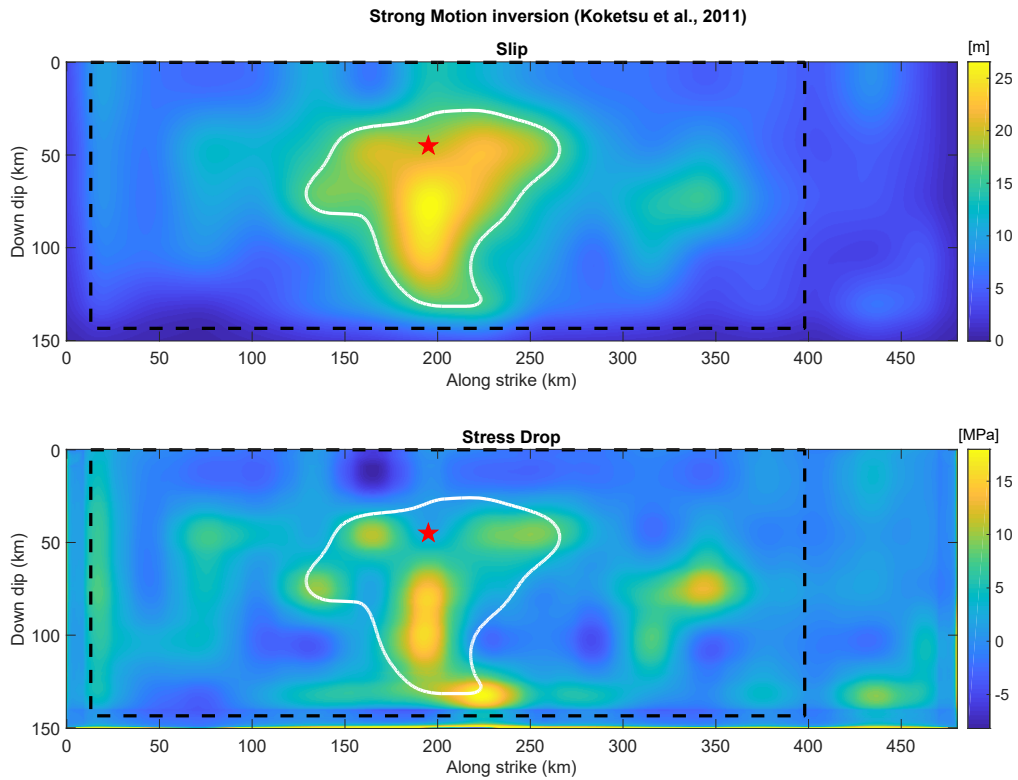 Strong Motion inversion (Koketsu et al., 2011)
Slip
[m]
0
50
100
150
Down dip (km)
0 50 100 150 200 250 300 350 400 450
Along strike (km)
25
20
15
10
5
0
Stress Drop
[MPa]
0
50
100
150
Down dip (km)
0 50 100 150 200 250 300 350 400 450
Along strike (km)
15
10
5
0
-5